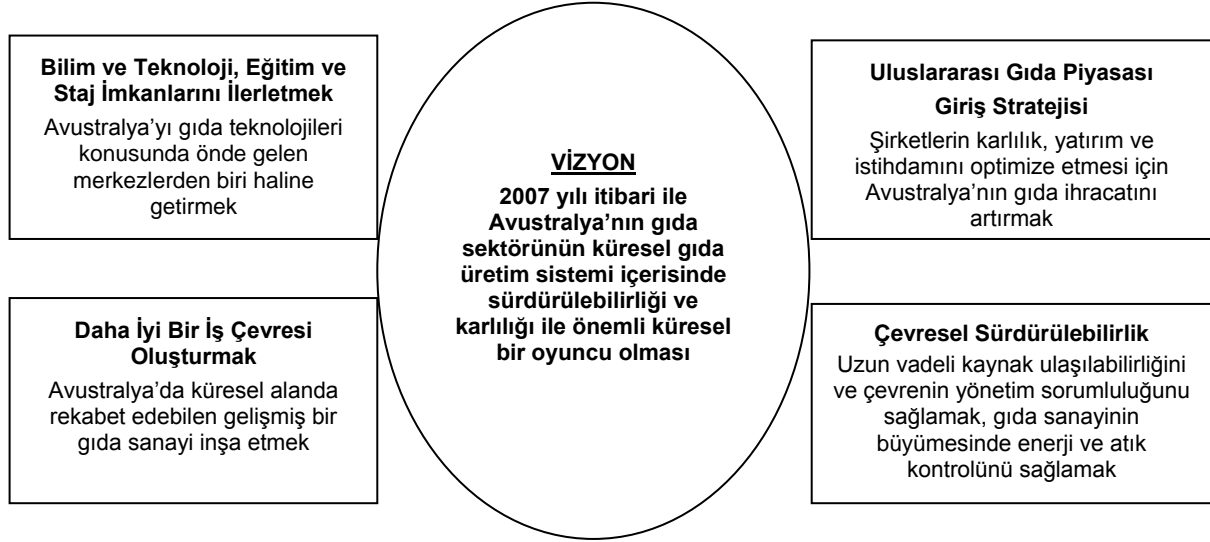 Bilim ve Teknoloji, Eğitim ve
Staj İmkanlarını İlerletmek
Avustralya’yı gıda teknolojileri
konusunda önde gelen
merkezlerden biri haline
getirmek
Daha İyi Bir İş Çevresi
Oluşturmak
Avustralya’da küresel alanda
rekabet edebilen gelişmiş bir
gıda sanayi inşa etmek
VİZYON
2007 yılı itibari ile
Avustralya’nın gıda
sektörünün küresel gıda
üretim sistemi içerisinde
sürdürülebilirliği ve
karlılığı ile önemli küresel
bir oyuncu olması
Uluslararası Gıda Piyasası
Giriş Stratejisi
Şirketlerin karlılık, yatırım ve
istihdamını optimize etmesi için
Avustralya’nın gıda ihracatını
artırmak
Çevresel Sürdürülebilirlik
Uzun vadeli kaynak ulaşılabilirliğini
ve çevrenin yönetim sorumluluğunu
sağlamak, gıda sanayinin
büyümesinde enerji ve atık
kontrolünü sağlamak